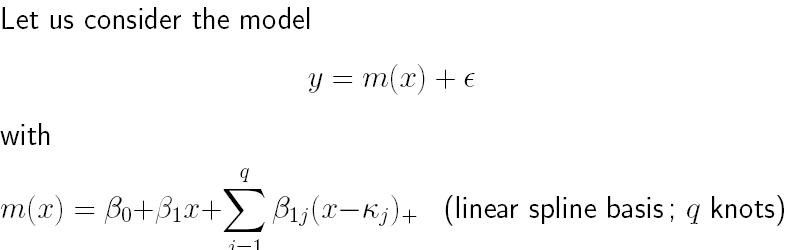 Let us consider the model
y = m(x) + ϵ
with
m(x) = β₀+β₁x+∑_{j=1}^{q} β₁ⱼ(x−κⱼ)₊ (linear spline basis ; q knots)